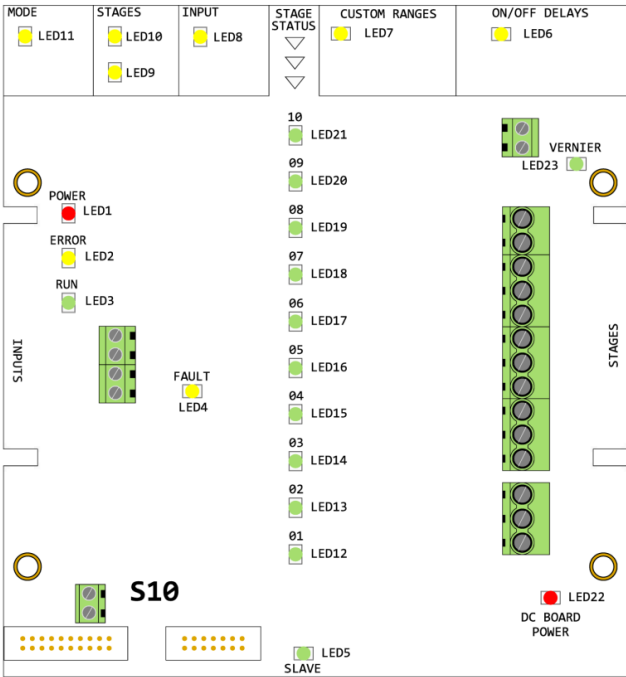 MODE
LED11
STAGES
LED10
LED9
INPUT
LED8
STAGE
STATUS
CUSTOM RANGES
LED7
ON/OFF DELAYS
LED6
10
LED21
09
LED20
08
LED19
07
LED18
06
LED17
05
LED16
04
LED15
03
LED14
02
LED13
01
LED12
VERNIER
LED23
POWER
LED1
ERROR
LED2
RUN
LED3
INPUTS
FAULT
LED4
STAGES
S10
LED22
DC BOARD
POWER
LED5
SLAVE